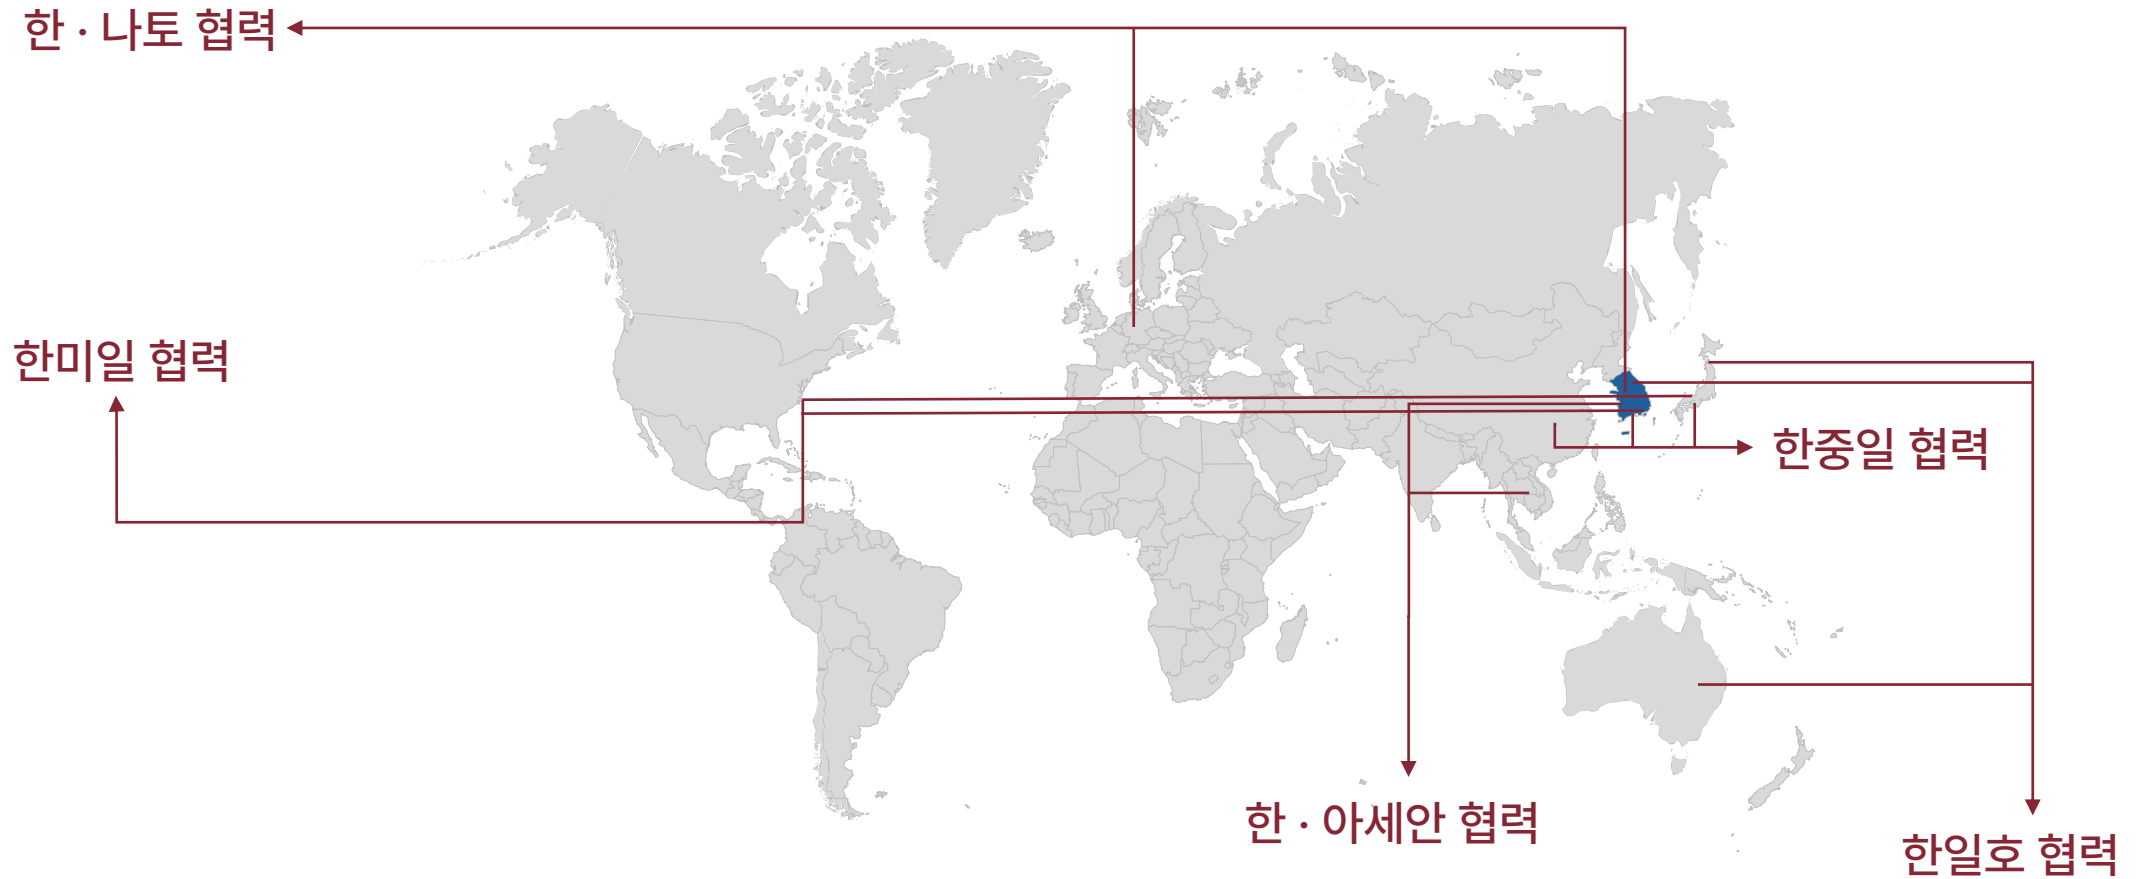 한 · 나토 협력
한미일 협력
한중일 협력
한 · 아세안 협력
한일호 협력